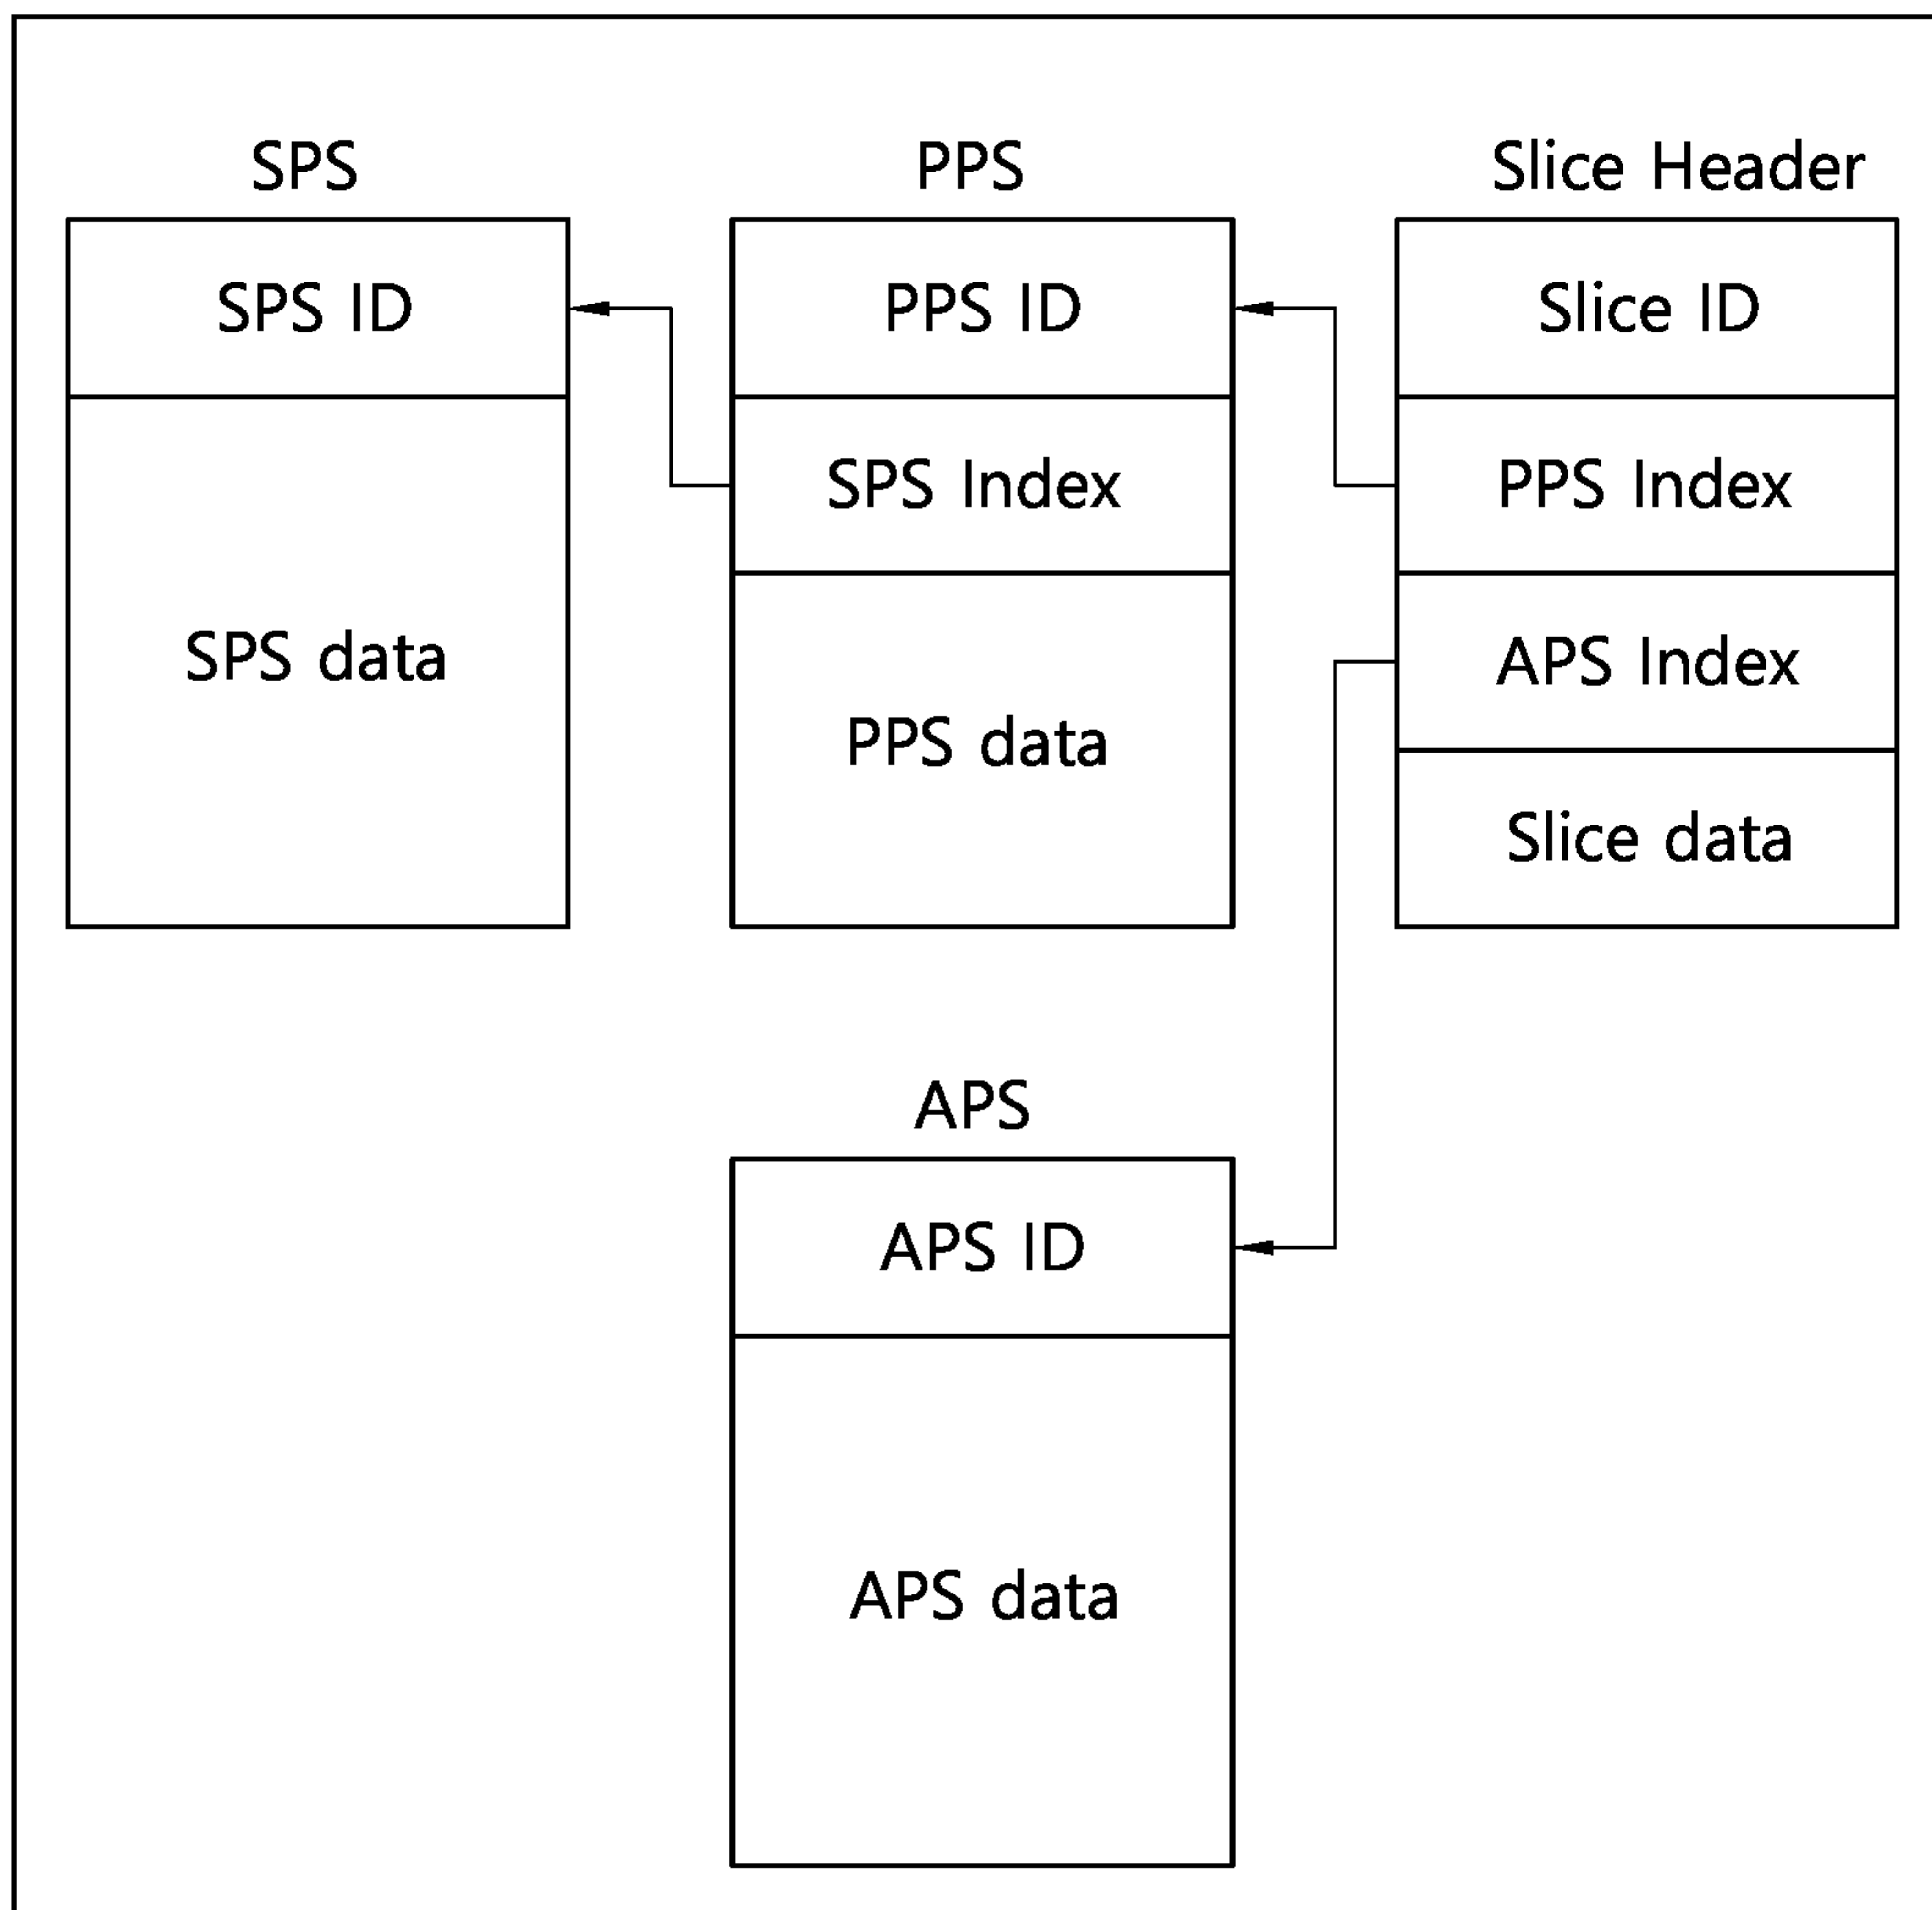 SPS
SPS ID
SPS data
PPS
PPS ID
SPS Index
PPS data
Slice Header
Slice ID
PPS Index
APS Index
Slice data
APS
APS ID
APS data